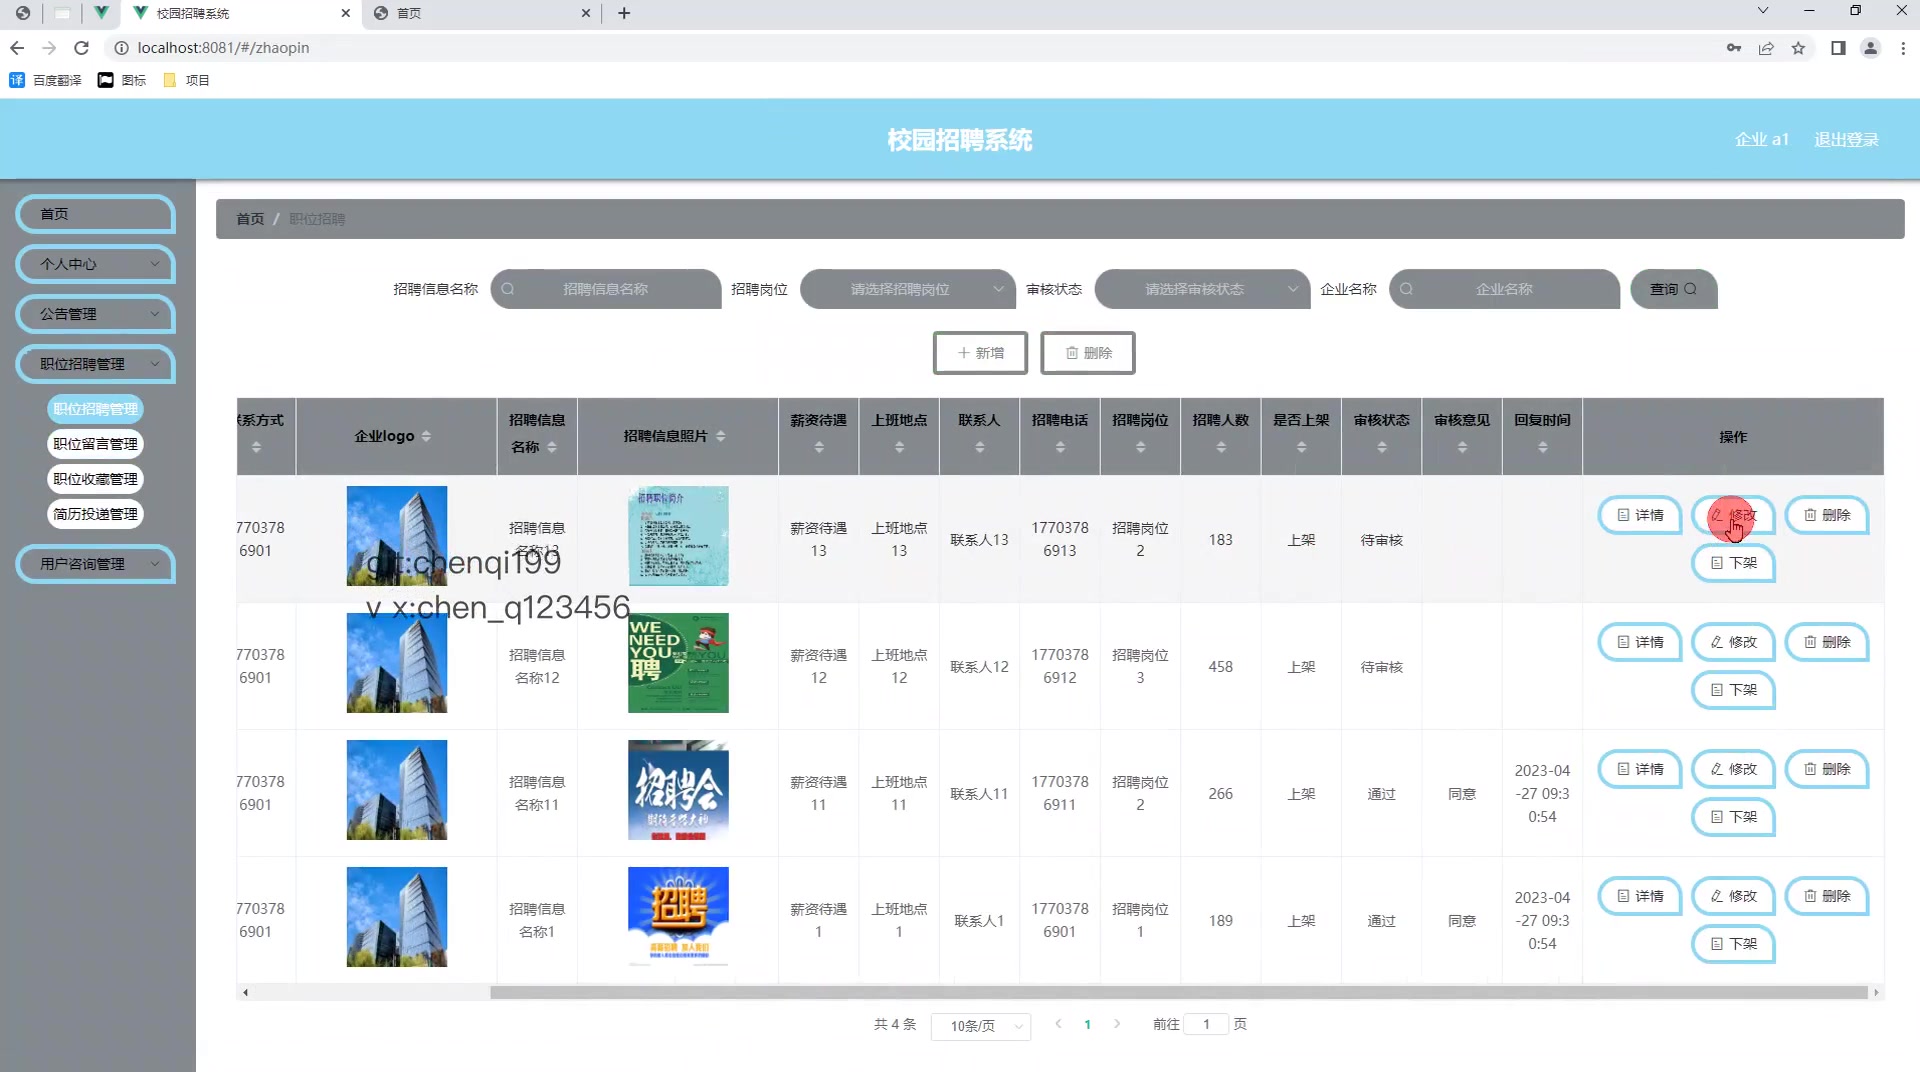 校园招聘系统
首页
localhost:8081/#/zhaopin
译 百度翻译 图标 项目
校园招聘系统
企业 a1 退出登录
首页
个人中心
公告管理
职位招聘管理
职位招聘管理
职位留言管理
职位收藏管理
简历投递管理
用户咨询管理
首页 / 职位招聘
招聘信息名称 招聘信息名称 招聘岗位 请选择招聘岗位 审核状态 请选择审核状态 企业名称 企业名称 查询
新增 删除
系方式 企业logo 招聘信息名称 招聘信息照片 薪资待遇 上班地点 联系人 招聘电话 招聘岗位 招聘人数 是否上架 审核状态 审核意见 回复时间 操作
7703786901 招聘信息名称13 招聘职位简介 薪资待遇13 上班地点13 联系人13 17703786913 招聘岗位2 183 上架 待审核 详情 修改 删除 下架
git:chenqi199
v x:chen_q123456
7703786901 招聘信息名称12 WE NEED YOU 聘 薪资待遇12 上班地点12 联系人12 17703786912 招聘岗位3 458 上架 待审核 详情 修改 删除 下架
7703786901 招聘信息名称11 招聘会 薪资待遇11 上班地点11 联系人11 17703786911 招聘岗位2 266 上架 通过 同意 2023-04-27 09:30:54 详情 修改 删除 下架
7703786901 招聘信息名称1 招聘 薪资待遇1 上班地点1 联系人1 17703786901 招聘岗位1 189 上架 通过 同意 2023-04-27 09:30:54 详情 修改 删除 下架
共 4 条 10条/页 1 前往 1 页